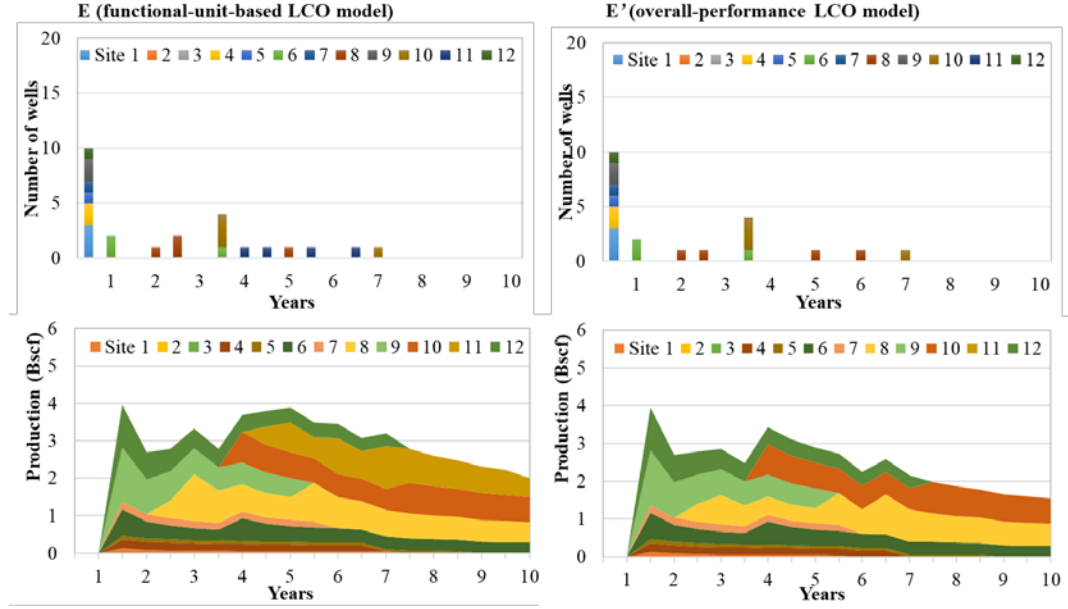 E (functional-unit-based LCO model)
20
15
10
5
0
Number of wells
Site 1 2 3 4 5 6 7 8 9 10 11 12
1 2 3 4 5 6 7 8 9 10
Years
E’(overall-performance LCO model)
20
5
0
5
0
Number of wells
Site 1 2 3 4 5 6 7 8 9 10 11 12
1 2 3 4 5 6 7 8 9 10
Years
6
5
4
3
2
1
0
Production (Bscf)
Site 1 2 3 4 5 6 7 8 9 10 11 12
1 2 3 4 5 6 7 8 9 10
Years
6
5
4
3
2
1
0
Production (Bscf)
Site 1 2 3 4 5 6 7 8 9 10 11 12
1 2 3 4 5 6 7 8 9 10
Years